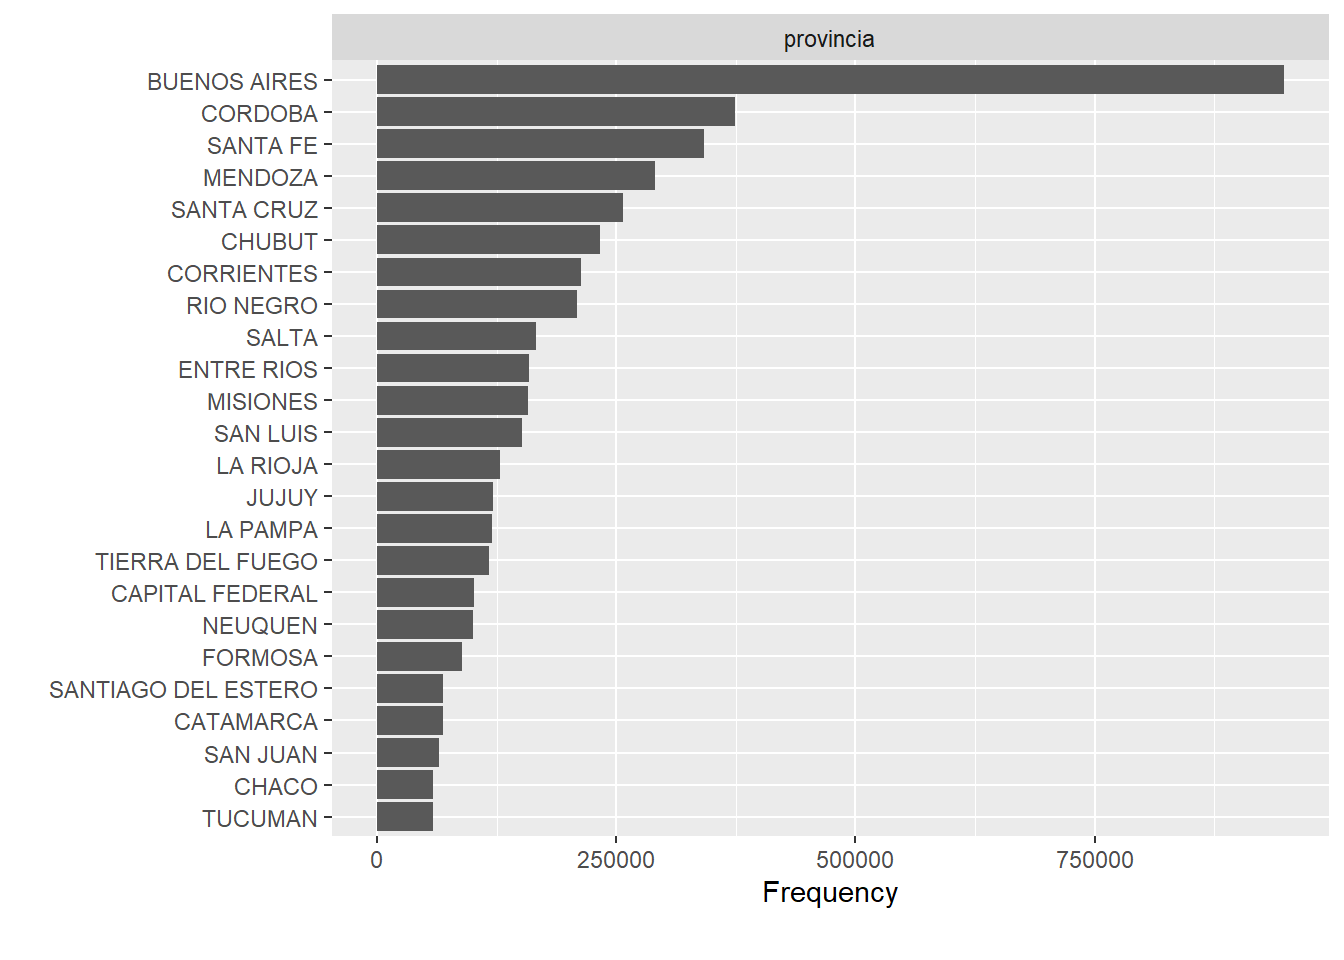 provincia
BUENOS AIRES
CORDOBA
SANTA FE
MENDOZA
SANTA CRUZ
CHUBUT
CORRIENTES
RIO NEGRO
SALTA
ENTRE RIOS
MISIONES
SAN LUIS
LA RIOJA
JUJUY
LA PAMPA
TIERRA DEL FUEGO
CAPITAL FEDERAL
NEUQUEN
FORMOSA
SANTIAGO DEL ESTERO
CATAMARCA
SAN JUAN
CHACO
TUCUMAN
0 250000 500000 750000
Frequency